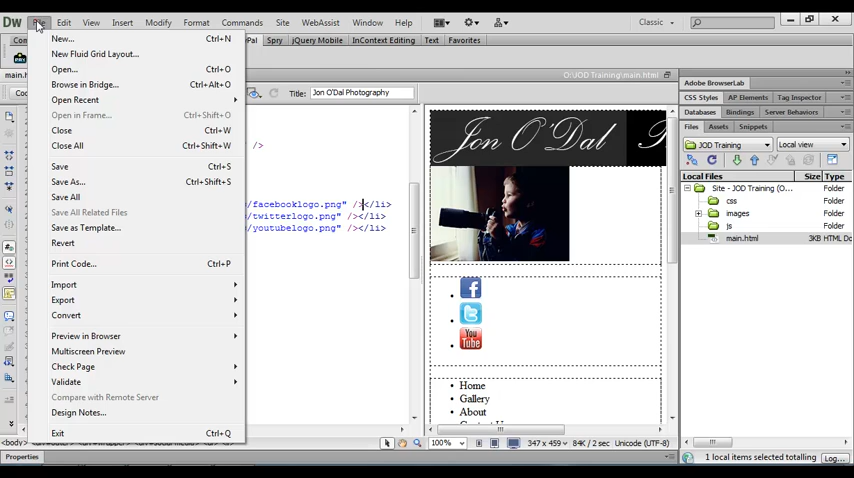 Dw File Edit View Insert Modify Format Commands Site WebAssist Window Help Classic
Spry jQuery Mobile InContext Editing Text Favorites
O:\JOD Training\main.html
Title: Jon O'Dal Photography
New... Ctrl+N
New Fluid Grid Layout...
Open... Ctrl+O
Browse in Bridge... Ctrl+Alt+O
Open Recent
Open in Frame... Ctrl+Shift+O
Close Ctrl+W
Close All Ctrl+Shift+W
Save Ctrl+S
Save As... Ctrl+Shift+S
Save All
Save All Related Files
Save as Template...
Revert
Print Code... Ctrl+P
Import
Export
Convert
Preview in Browser
Multiscreen Preview
Check Page
Validate
Compare with Remote Server
Design Notes...
Exit Ctrl+Q
/>
/facebooklogo.png" /></li>
/twitterlogo.png" /></li>
/youtubelogo.png" /></li>
Jon O'Dal
You
Tube
Home
Gallery
About
Adobe BrowserLab
CSS Styles AP Elements Tag Inspector
Databases Bindings Server Behaviors
Files Assets Snippets
JOD Training Local view
Local Files Size Type
Site - JOD Training (O... Folder
css Folder
images Folder
js Folder
main.html 3KB HTML Do
<body>
100% 347 x 459 84K / 2 sec Unicode (UTF-8)
Properties
1 local items selected totalling Log...